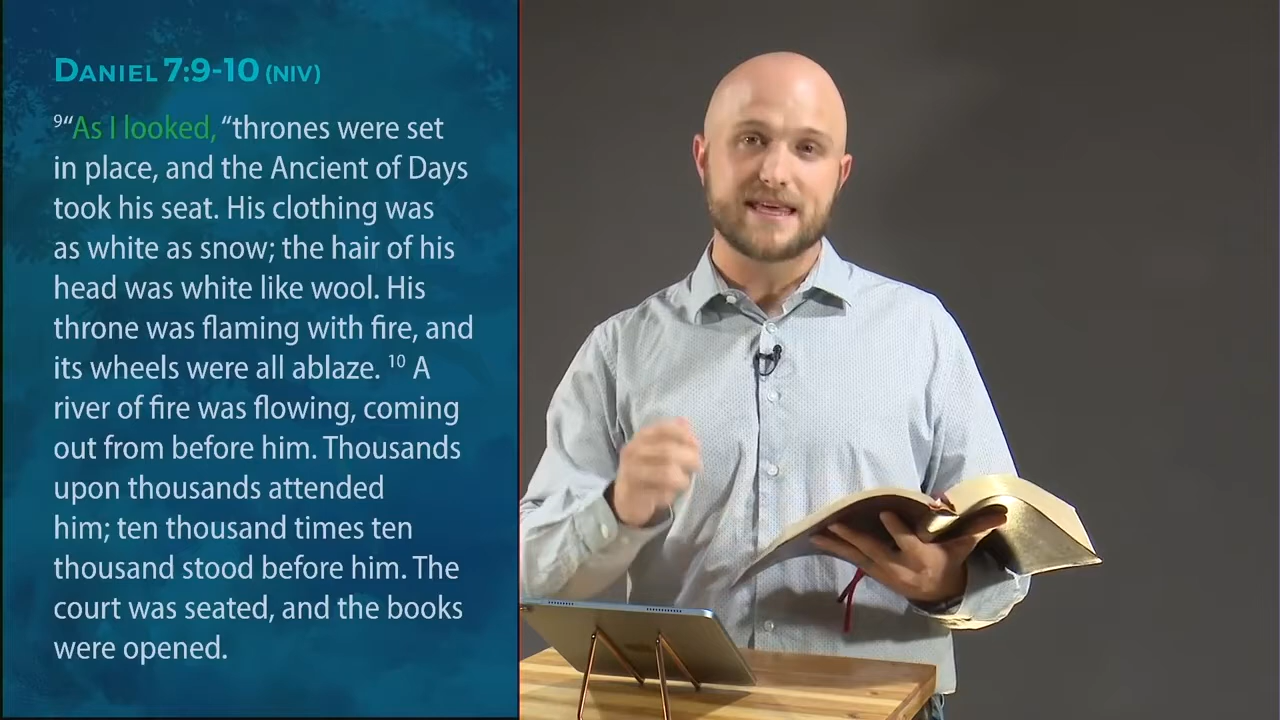 DANIEL 7:9-10 (NIV)
9“As I looked, “thrones were set
in place, and the Ancient of Days
took his seat. His clothing was
as white as snow; the hair of his
head was white like wool. His
throne was flaming with fire, and
its wheels were all ablaze. 10 A
river of fire was flowing, coming
out from before him. Thousands
upon thousands attended
him; ten thousand times ten
thousand stood before him. The
court was seated, and the books
were opened.